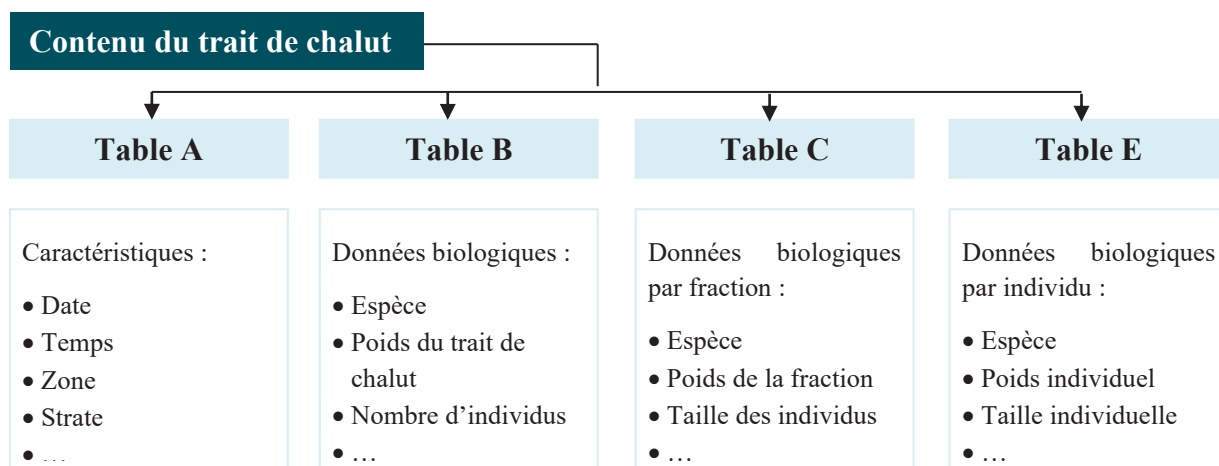 Contenu du trait de chalut
Table A
Caractéristiques :
• Date
• Temps
• Zone
• Strate
• …
Table B
Données biologiques :
• Espèce
• Poids du trait de
chalut
• Nombre d’individus
• …
Table C
Données biologiques
par fraction :
• Espèce
• Poids de la fraction
• Taille des individus
• …
Table E
Données biologiques
par individu :
• Espèce
• Poids individuel
• Taille individuelle
• …